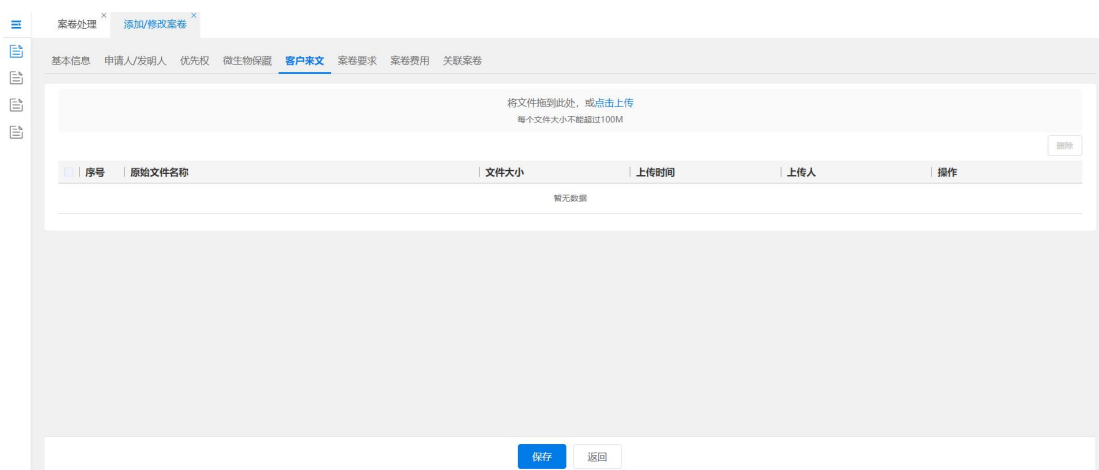 案卷处理 × 添加/修改案卷 ×
基本信息 申请人/发明人 优先权 微生物保藏 客户来文 案卷要求 案卷费用 关联案卷
将文件拖到此处，或点击上传
每个文件大小不能超过100M
删除
序号 原始文件名称 文件大小 上传时间 上传人 操作
暂无数据
保存 返回